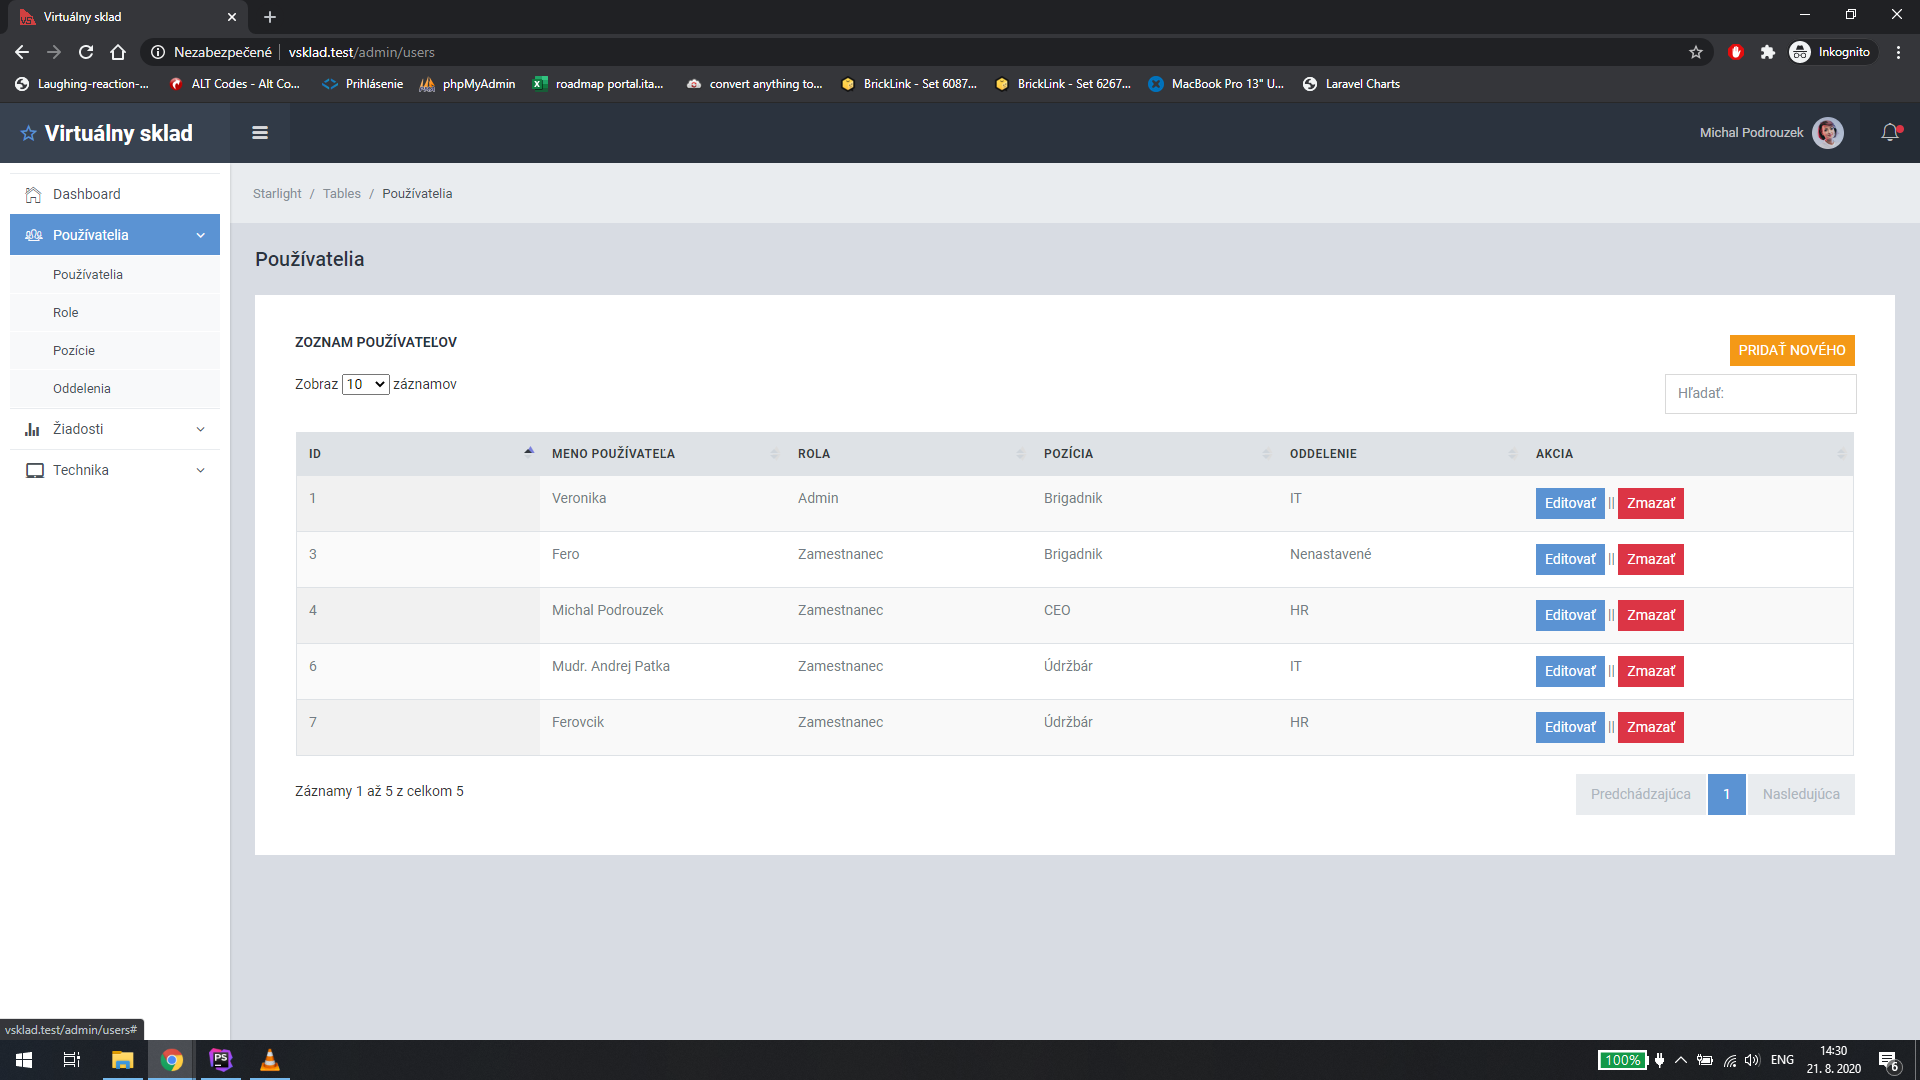 Virtuálny sklad
Nezabezpečené vsklad.test/admin/users
Inkognito
Laughing-reaction-... ALT Codes - Alt Co... Prihlásenie phpMyAdmin roadmap portal.ita... convert anything to... BrickLink - Set 6087... BrickLink - Set 6267... MacBook Pro 13" U... Laravel Charts
Virtuálny sklad
Michal Podrouzek
Dashboard
Používatelia
Používatelia
Role
Pozície
Oddelenia
Žiadosti
Technika
Starlight / Tables / Používatelia
Používatelia
ZOZNAM POUŽÍVATEĽOV
PRIDAŤ NOVÉHO
Zobraz 10 záznamov
Hľadať:
ID MENO POUŽÍVATEĽA ROLA POZÍCIA ODDELENIE AKCIA
1 Veronika Admin Brigadnik IT Editovať || Zmazať
3 Fero Zamestnanec Brigadnik Nenastavené Editovať || Zmazať
4 Michal Podrouzek Zamestnanec CEO HR Editovať || Zmazať
6 Mudr. Andrej Patka Zamestnanec Údržbár IT Editovať || Zmazať
7 Ferovcik Zamestnanec Údržbár HR Editovať || Zmazať
Záznamy 1 až 5 z celkom 5
Predchádzajúca 1 Nasledujúca
vsklad.test/admin/users#
PS
100%
ENG
14:30
21. 8. 2020
6